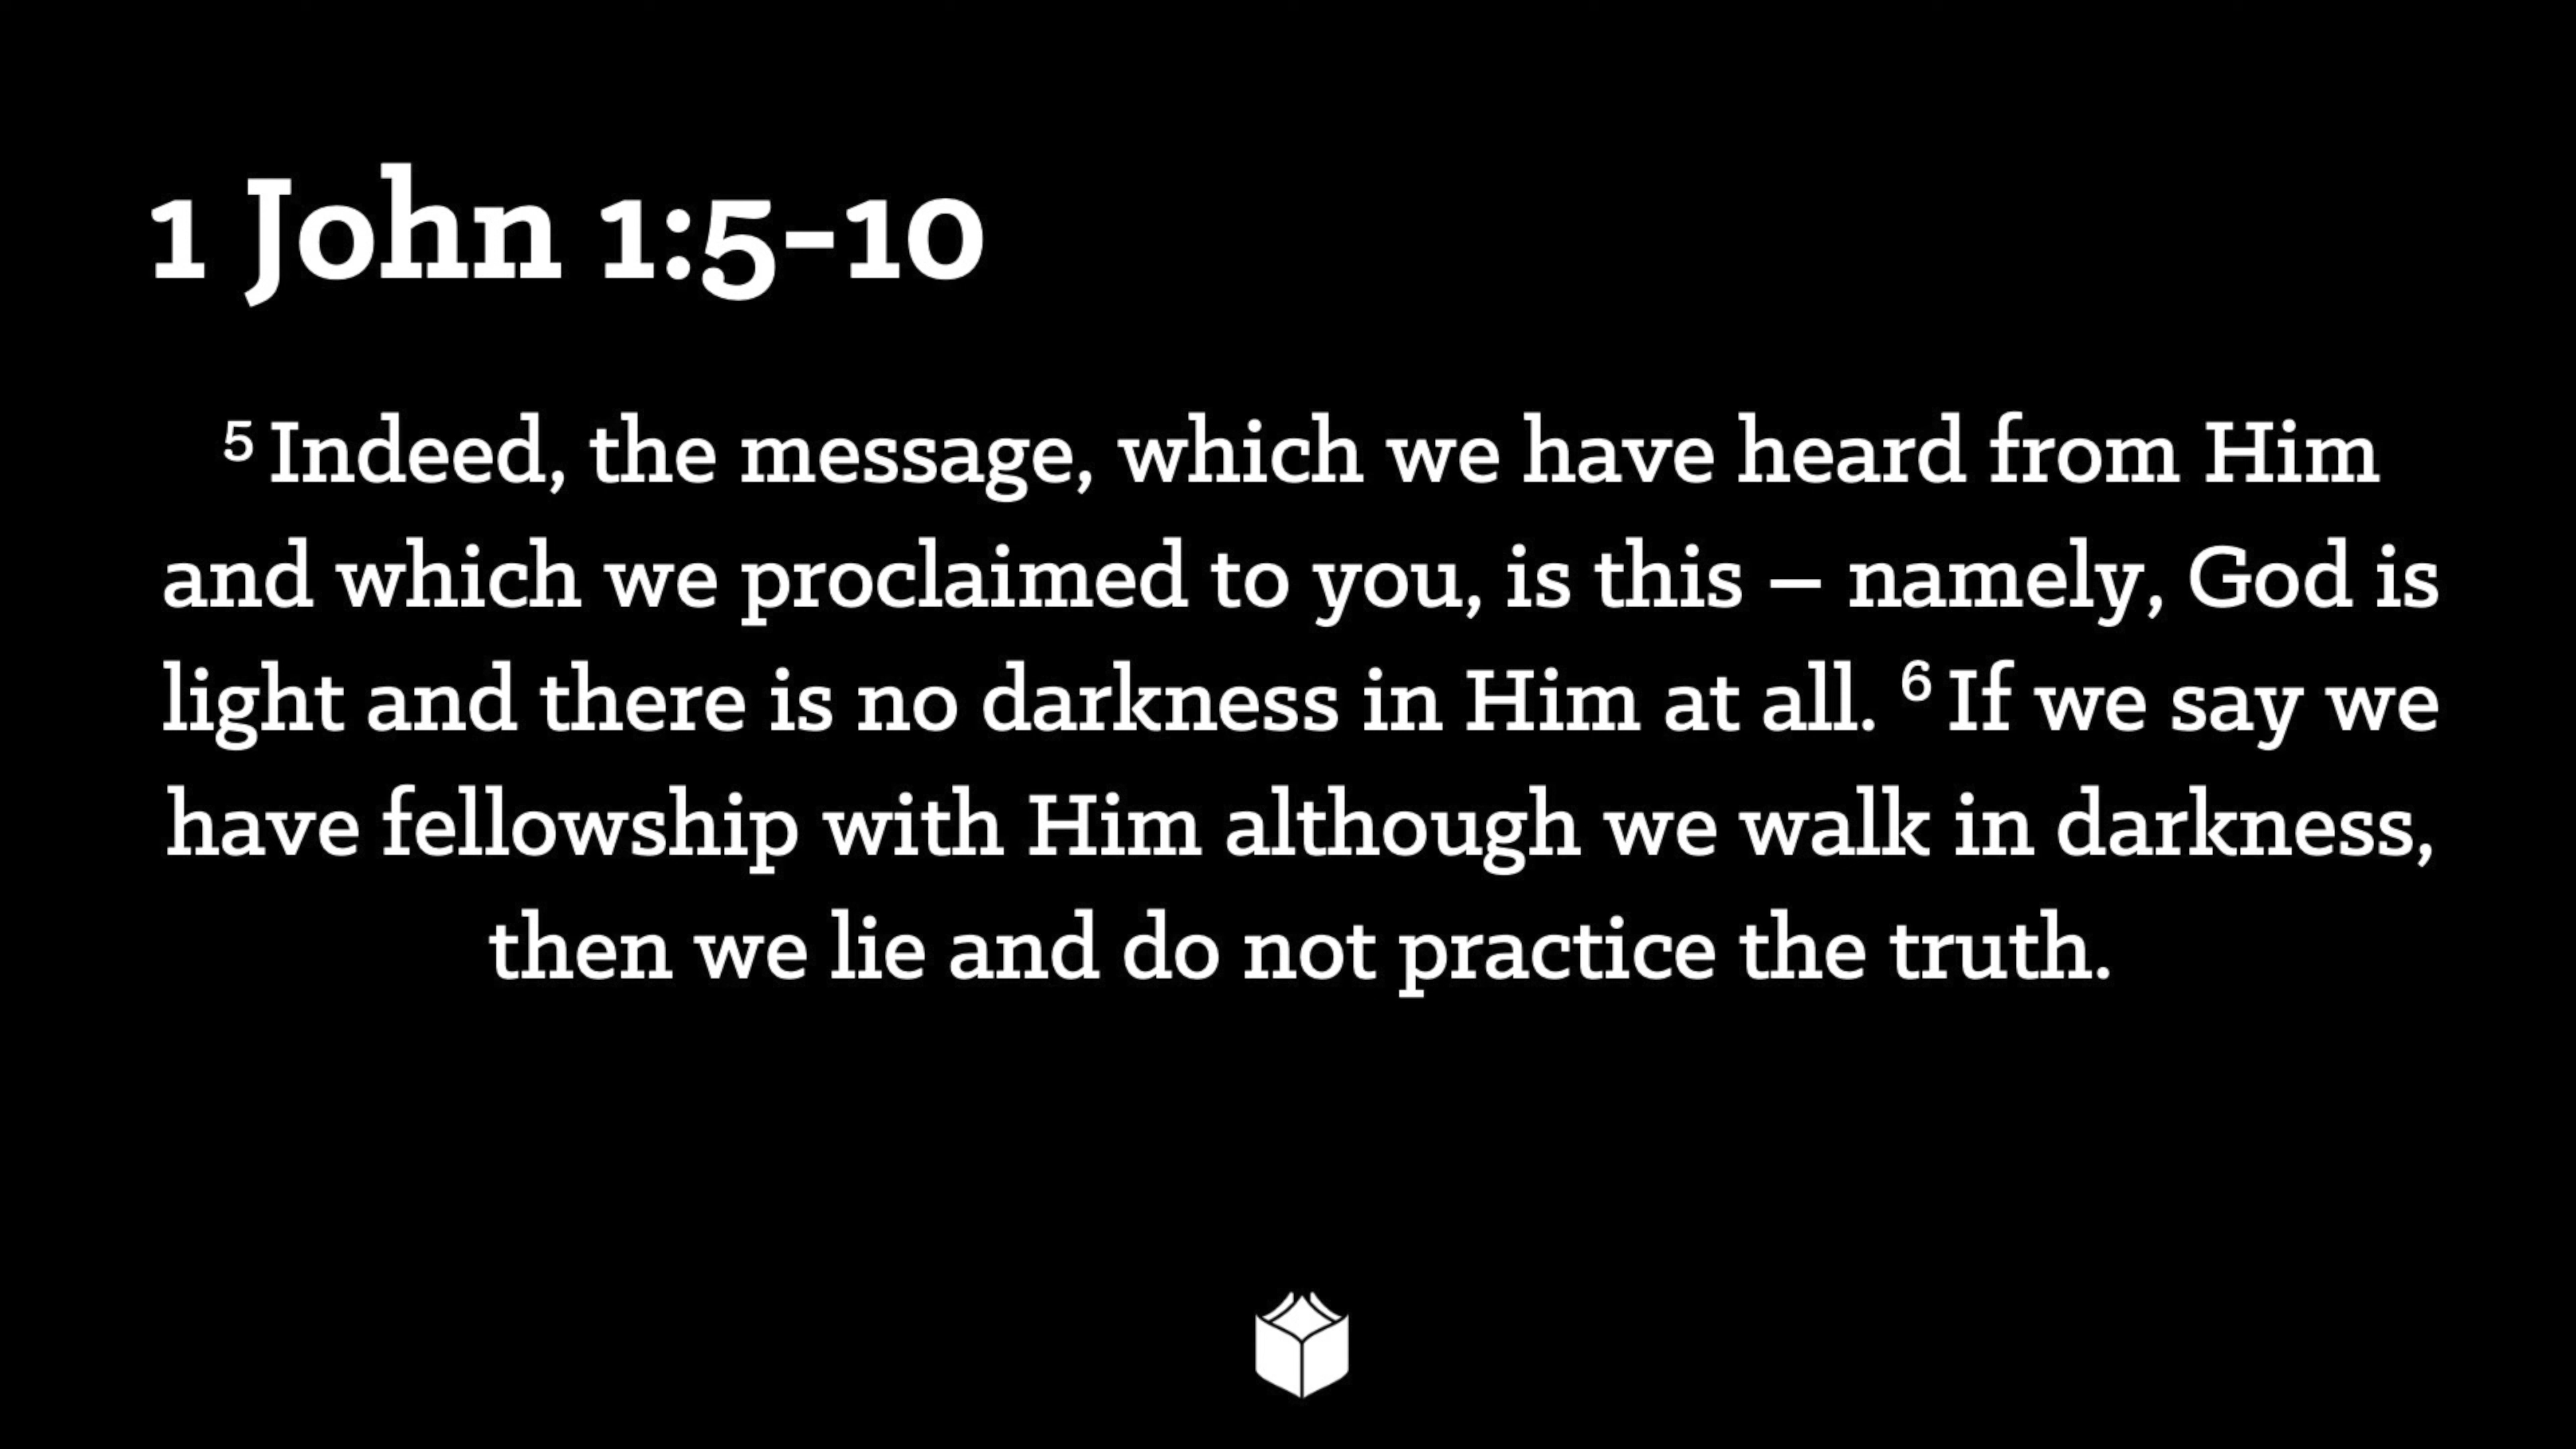 1 John 1:5-10
5 Indeed, the message, which we have heard from Him
and which we proclaimed to you, is this – namely, God is
light and there is no darkness in Him at all. 6 If we say we
have fellowship with Him although we walk in darkness,
then we lie and do not practice the truth.